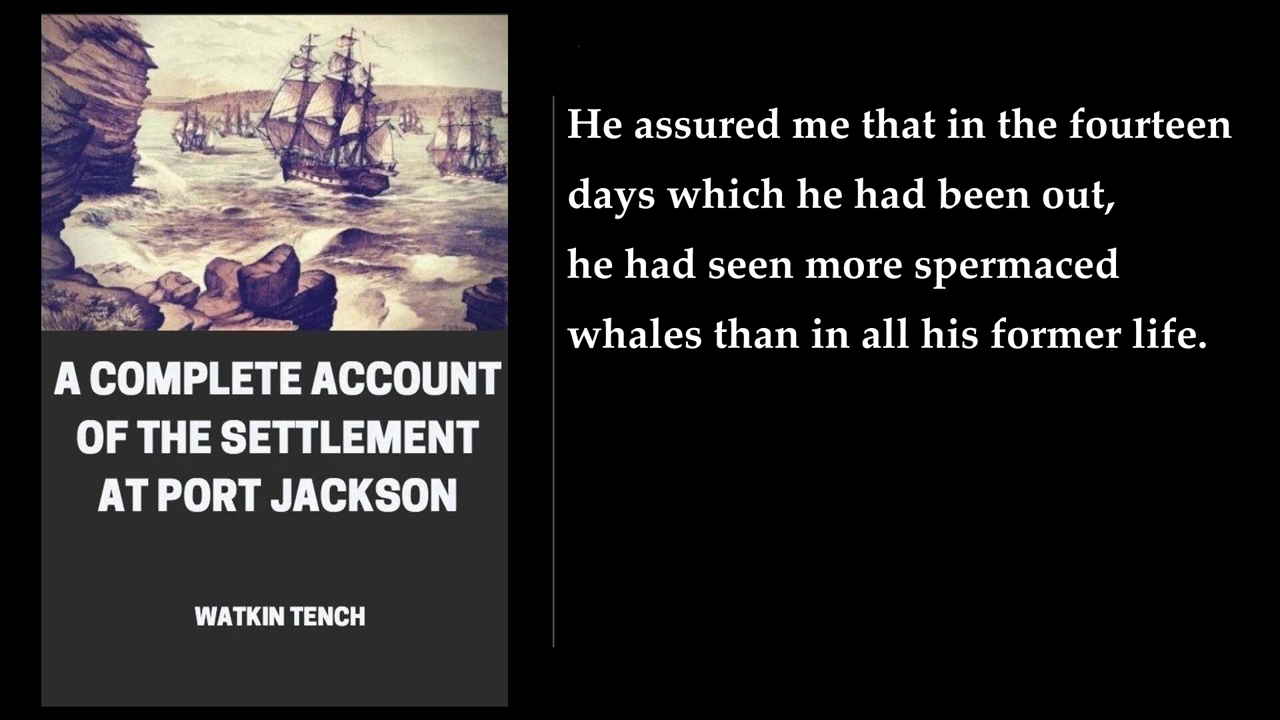 A COMPLETE ACCOUNT
OF THE SETTLEMENT
AT PORT JACKSON
WATKIN TENCH
He assured me that in the fourteen
days which he had been out,
he had seen more spermaced
whales than in all his former life.